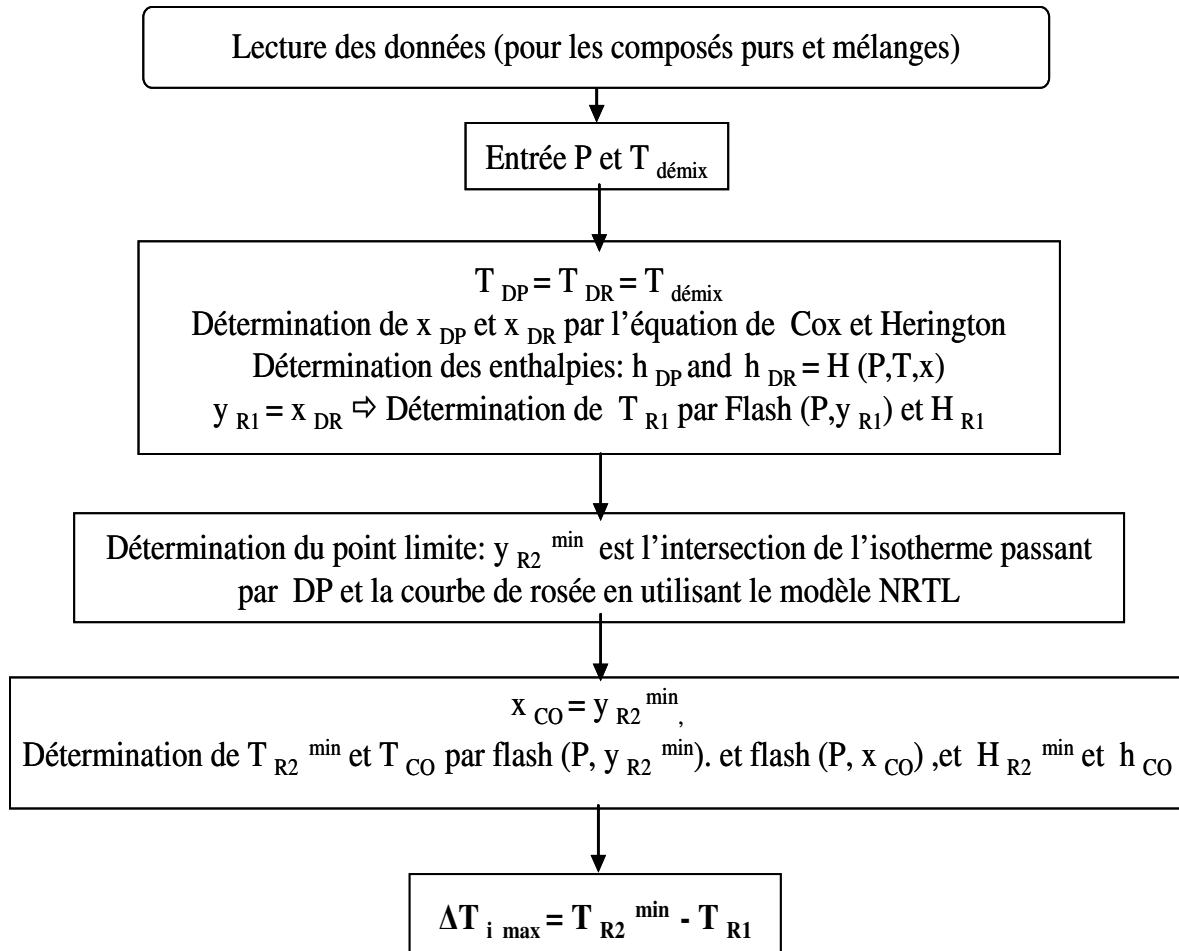 Lecture des données (pour les composés purs et mélanges)
Entrée P et T démix
T DP = T DR = T démix
Détermination de x DP et x DR par l’équation de Cox et Herington
Détermination des enthalpies: h DP and h DR = H (P,T,x)
y R1 = x DR ⇨ Détermination de T R1 par Flash (P,y R1) et H R1
Détermination du point limite: y R2 min est l’intersection de l’isotherme passant
par DP et la courbe de rosée en utilisant le modèle NRTL
x CO = y R2 min,
Détermination de T R2 min et T CO par flash (P, y R2 min). et flash (P, x CO) ,et H R2 min et h CO
ΔT i max = T R2 min - T R1